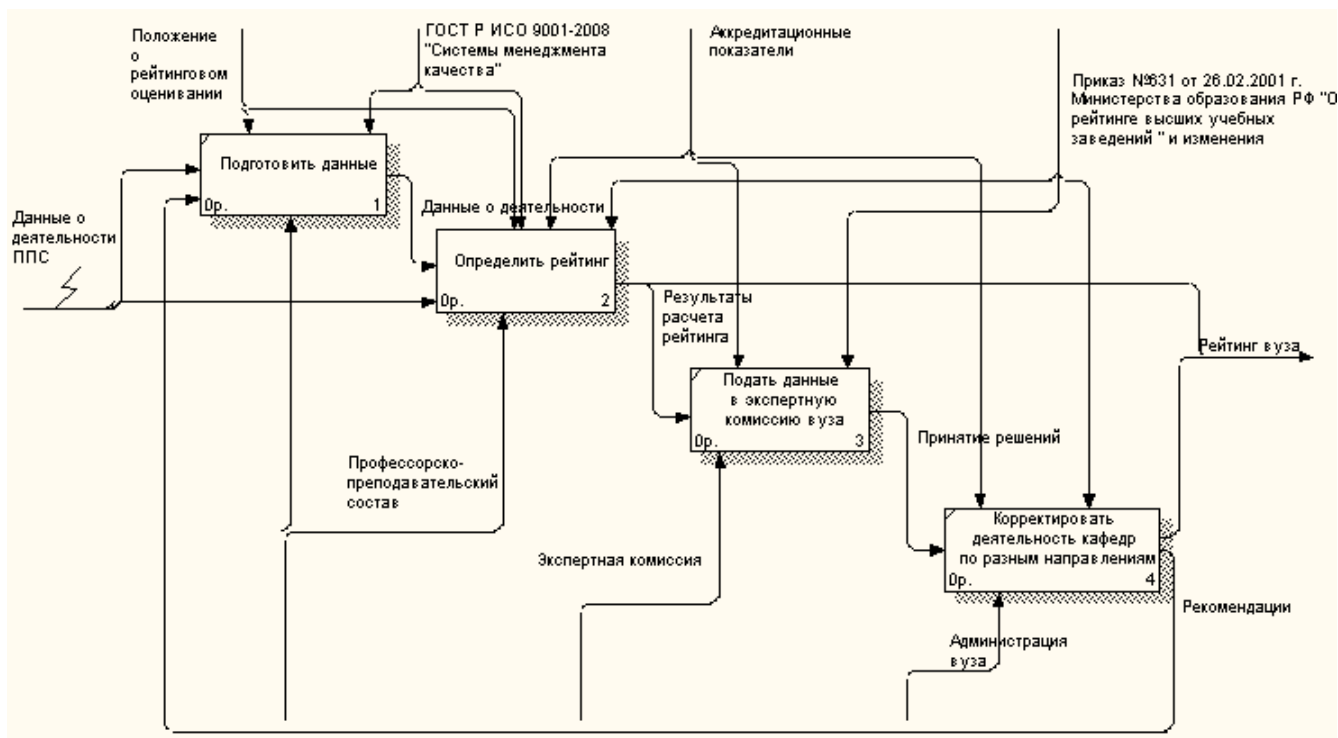 Положение
о
рейтинговом
оценивании
ГОСТ Р ИСО 9001-2008
"Системы менеджмента
качества"
Аккредитационные
показатели
Приказ №631 от 26.02.2001 г.
Министерства образования РФ "О
рейтинге высших учебных
заведений " и изменения
Подготовить данные
0р.
1
Данные о
деятельности
ППС
Данные о деятельности
Определить рейтинг
0р.
2
Результаты
расчета
рейтинга
Рейтинг вуза
Подать данные
в экспертную
комиссию вуза
0р.
3
Принятие решений
Профессорско-
преподавательский
состав
Корректировать
деятельность кафедр
по разным направлениям
0р.
4
Экспертная комиссия
Рекомендации
Администрация
вуза